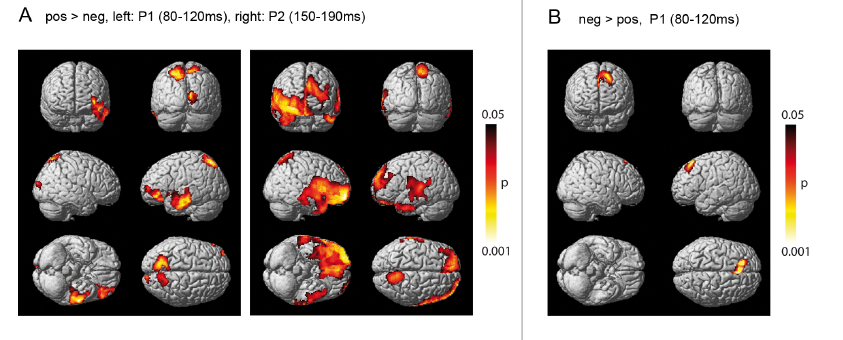 A pos > neg, left: P1 (80-120ms), right: P2 (150-190ms)
0.05
p
0.001
B neg > pos, P1 (80-120ms)
0.05
p
0.001